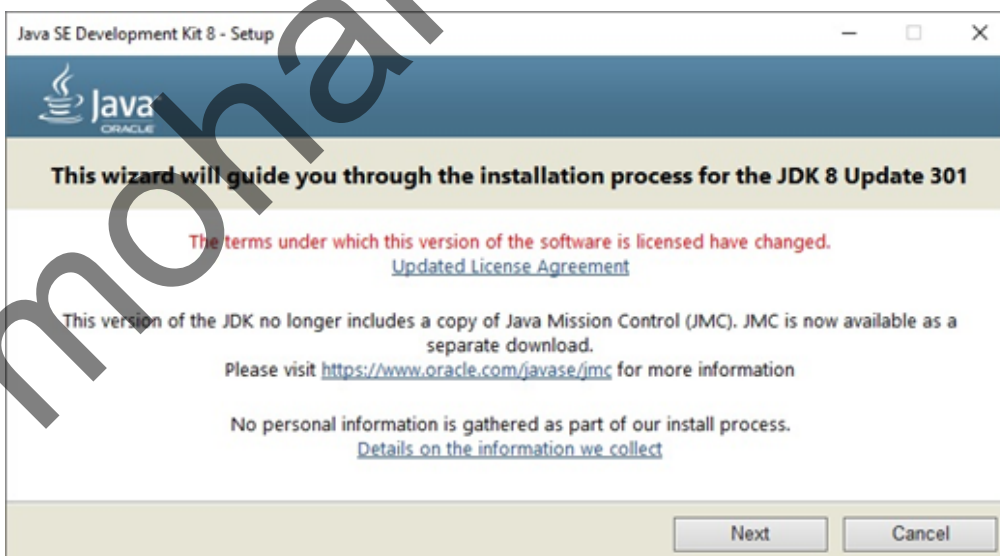 Java SE Development Kit 8 - Setup
Java
ORACLE
This wizard will guide you through the installation process for the JDK 8 Update 301
The terms under which this version of the software is licensed have changed.
Updated License Agreement
This version of the JDK no longer includes a copy of Java Mission Control (JMC). JMC is now available as a
separate download.
Please visit https://www.oracle.com/javase/jmc for more information
No personal information is gathered as part of our install process.
Details on the information we collect
Next Cancel
moha